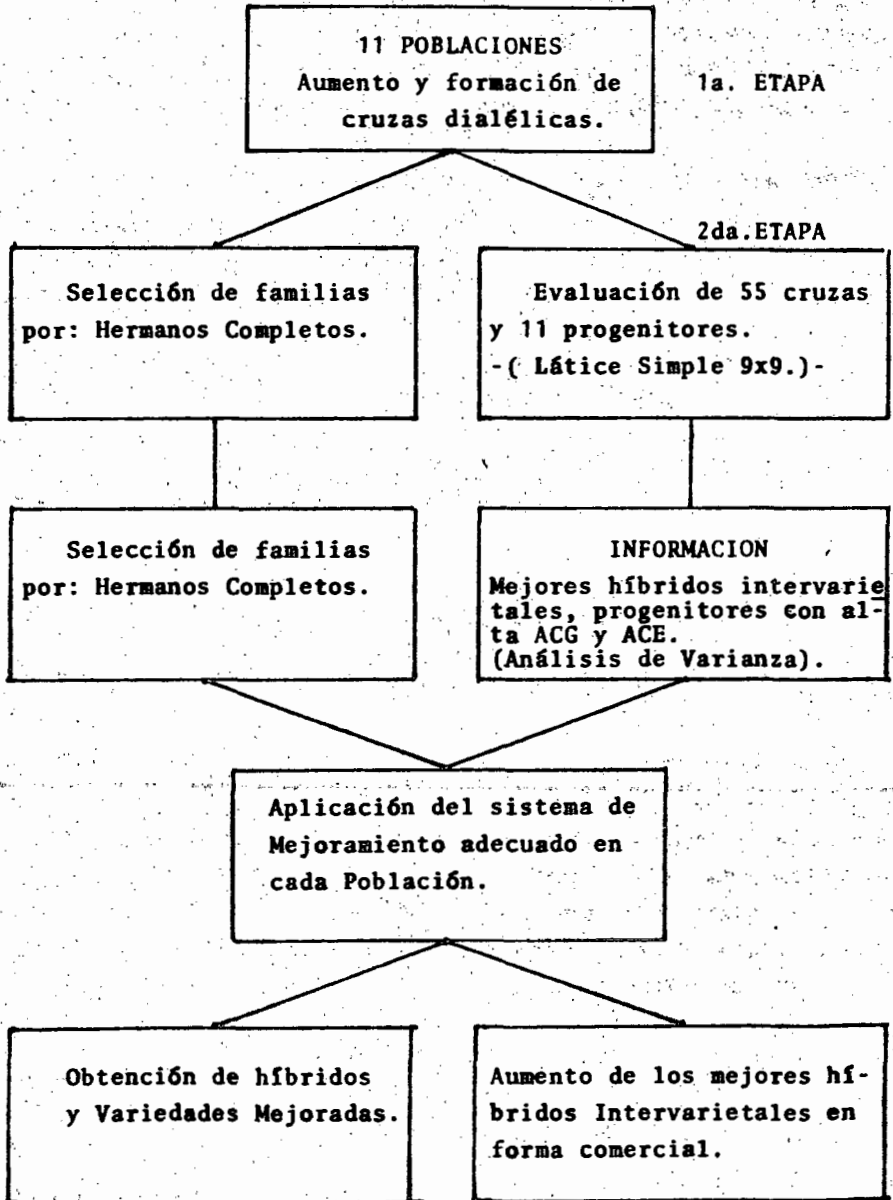 11 POBLACIONES
Aumento y formación de
cruzas dialélicas.
1a. ETAPA
2da.ETAPA
Selección de familias
por: Hermanos Completos.
Evaluación de 55 cruzas
y 11 progenitores.
-( Látice Simple 9x9.)-
Selección de familias
por: Hermanos Completos.
INFORMACION
Mejores híbridos intervarie
tales, progenitores con al-
ta ACG y ACE.
(Análisis de Varianza).
Aplicación del sistema de
Mejoramiento adecuado en
cada Población.
Obtención de híbridos
y Variedades Mejoradas.
Aumento de los mejores hí-
bridos Intervarietales en
forma comercial.